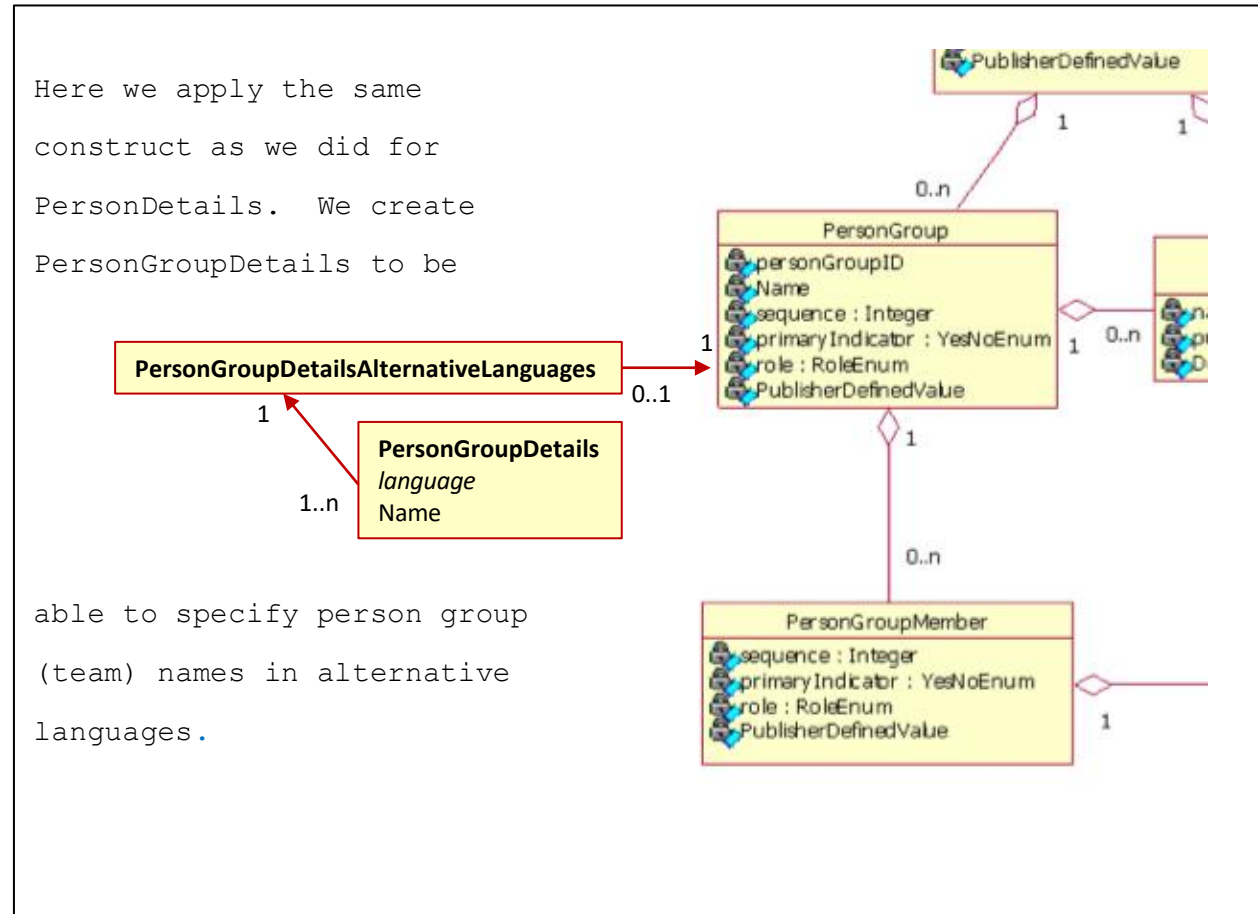 Here we apply the same
construct as we did for
PersonDetails. We create
PersonGroupDetails to be
PersonGroupDetailsAlternativeLanguages
1
0..1
1
1..n
PersonGroupDetails
language
Name
able to specify person group
(team) names in alternative
languages.
PublisherDefinedValue
1
1
0..n
PersonGroup
personGroupID
Name
sequence : Integer
primaryIndicator : YesNoEnum
role : RoleEnum
PublisherDefinedValue
1
0..n
1
0..n
PersonGroupMember
sequence : Integer
primaryIndicator : YesNoEnum
role : RoleEnum
PublisherDefinedValue
1